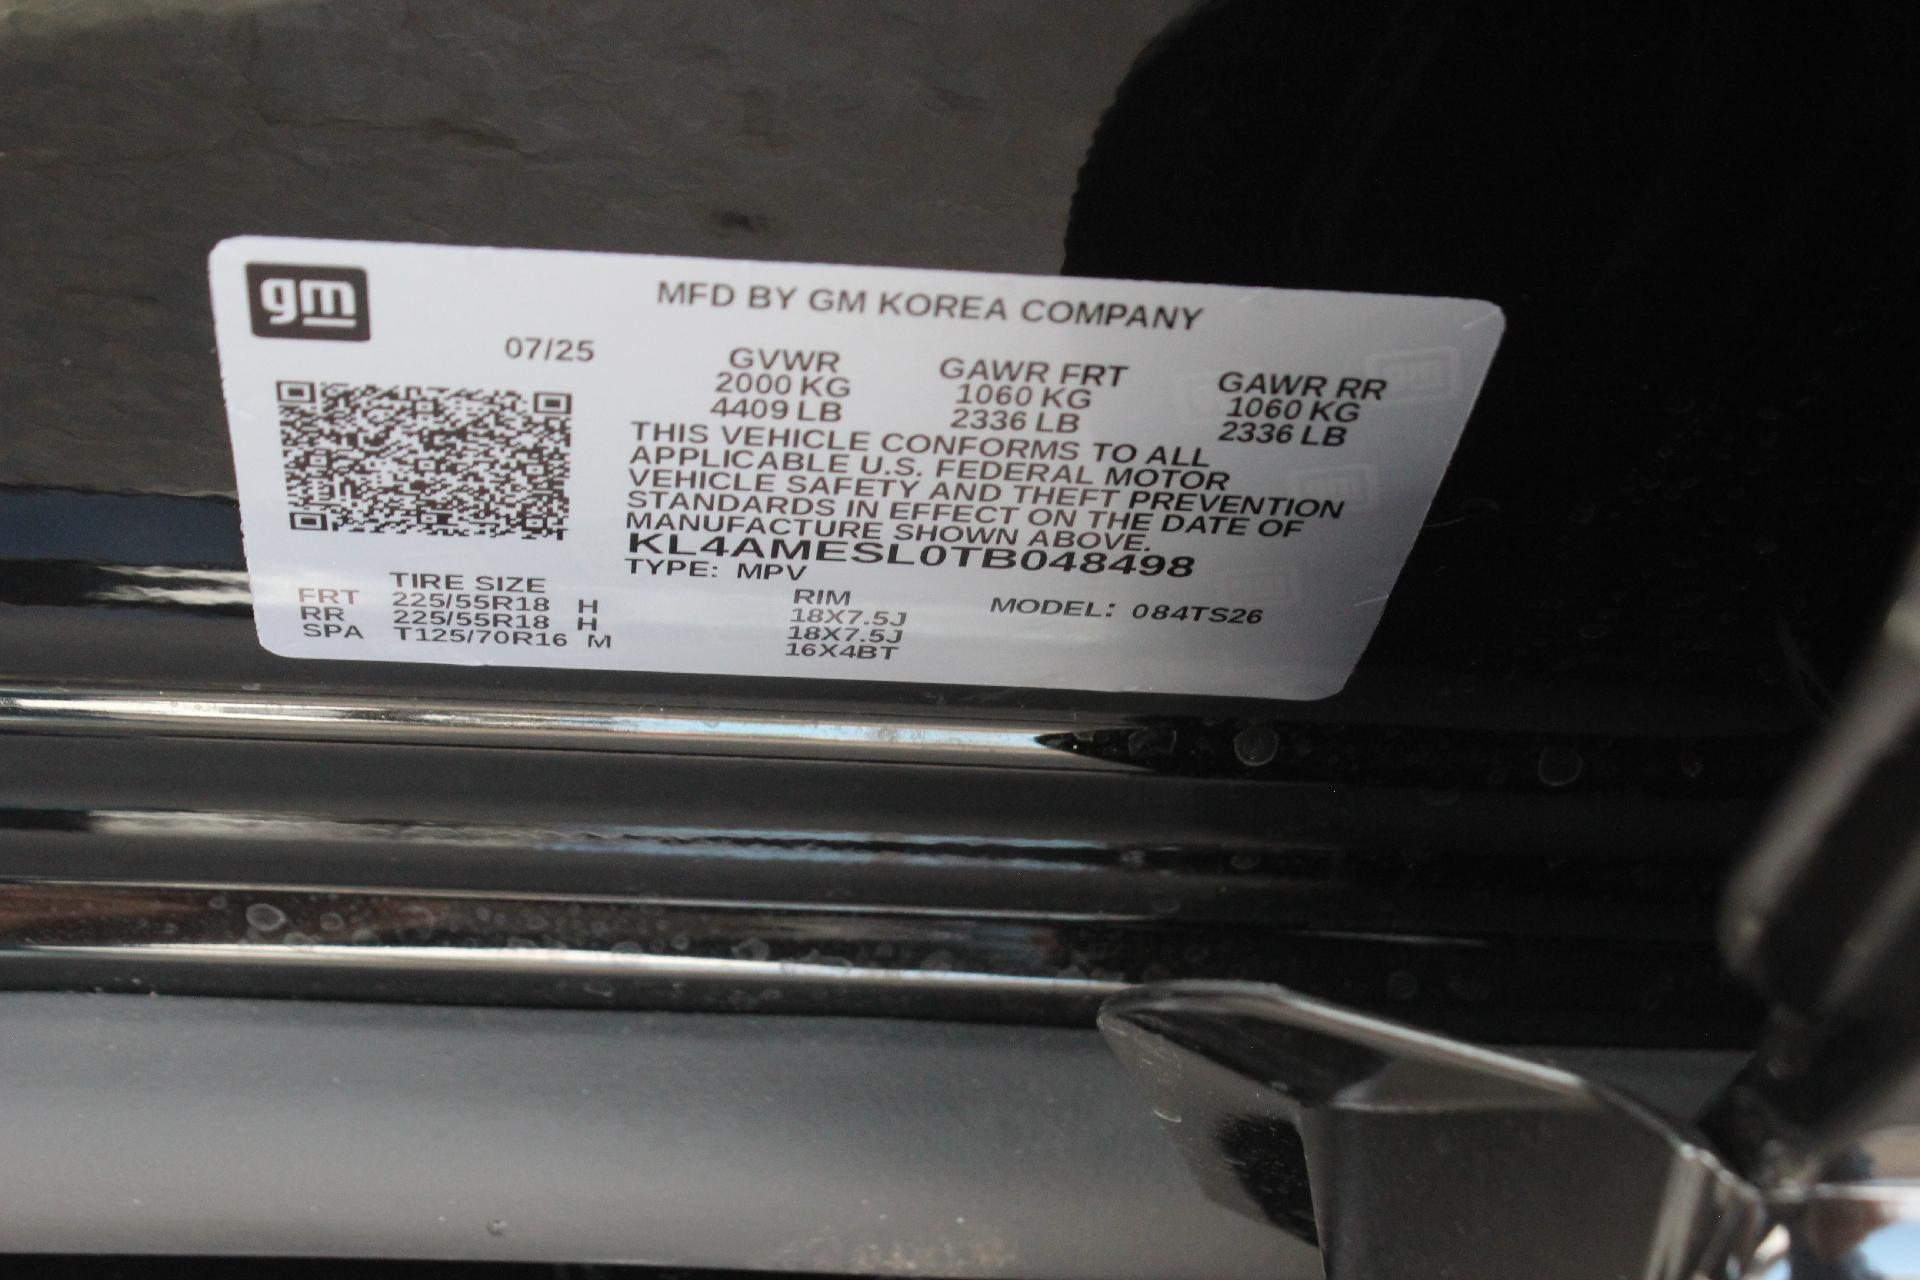 gm
MFD BY GM KOREA COMPANY
07/25
GVWR GAWR FRT GAWR RR
2000 KG 1060 KG 1060 KG
4409 LB 2336 LB 2336 LB
THIS VEHICLE CONFORMS TO ALL
APPLICABLE U.S. FEDERAL MOTOR
VEHICLE SAFETY AND THEFT PREVENTION
STANDARDS IN EFFECT ON THE DATE OF
MANUFACTURE SHOWN ABOVE.
KL4AMESL0TB048498
TYPE: MPV
TIRE SIZE RIM MODEL: 084TS26
FRT 225/55R18 H 18X7.5J
RR 225/55R18 H 18X7.5J
SPA T125/70R16 M 16X4BT